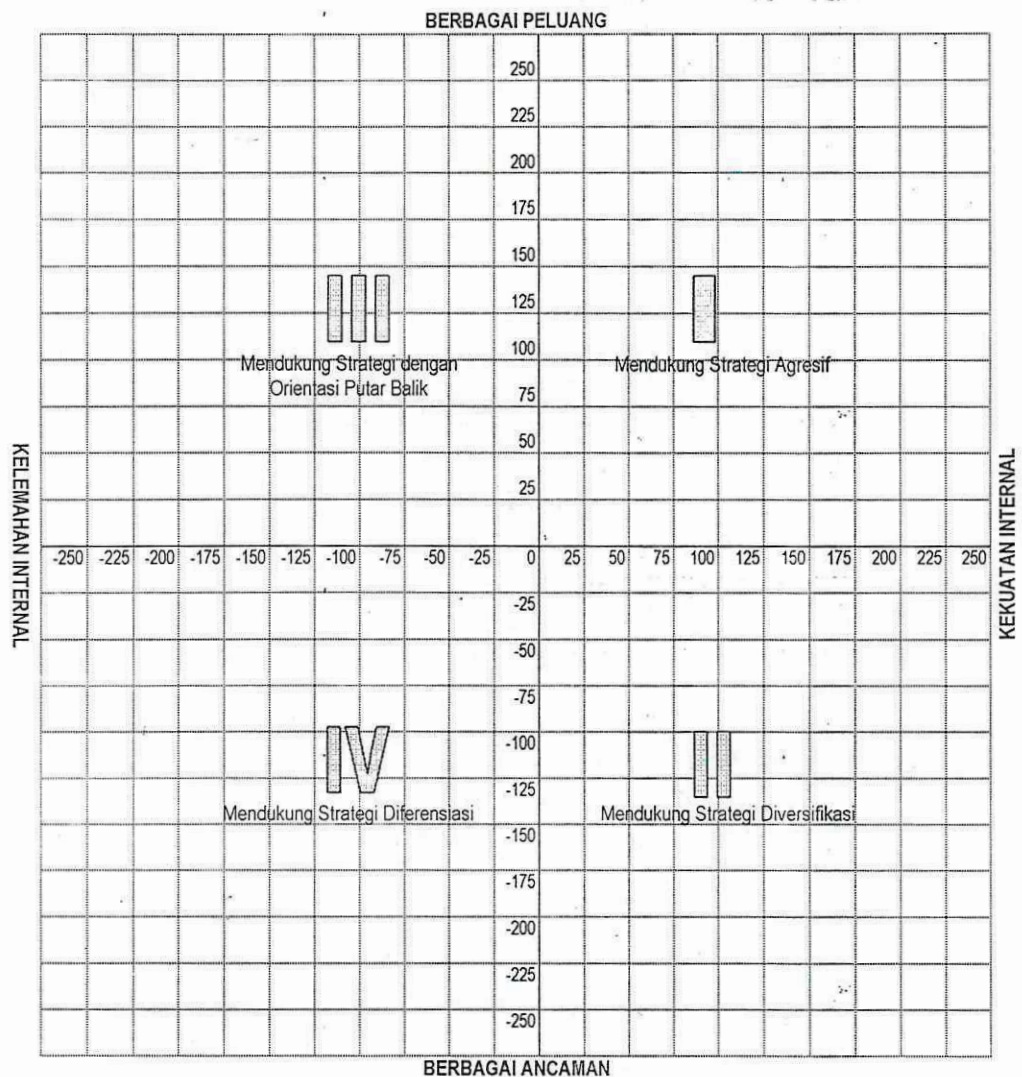 BERBAGAI PELUANG
250
225
200
175
150
125
III
I
100
Mendukung Strategi dengan
Orientasi Putar Balik
Mendukung Strategi Agresif
75
50
25
KELEMAHAN INTERNAL
KEKUATAN INTERNAL
-250 -225 -200 -175 -150 -125 -100 -75 -50 -25 0 25 50 75 100 125 150 175 200 225 250
-25
-50
-75
-100
IV
II
-125
Mendukung Strategi Diferensiasi
Mendukung Strategi Diversifikasi
-150
-175
-200
-225
-250
BERBAGAI ANCAMAN